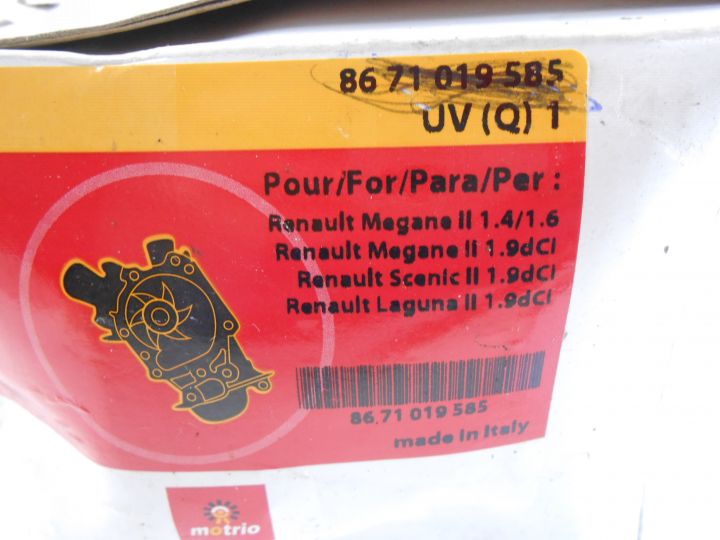 86 71 019 585
UV (Q) 1
Pour/For/Para/Per :
Renault Megane II 1.4/1.6
Renault Megane II 1.9dCi
Renault Scenic II 1.9dCi
Renault Laguna II 1.9dCi
86 71 019 585
made in Italy
motrio